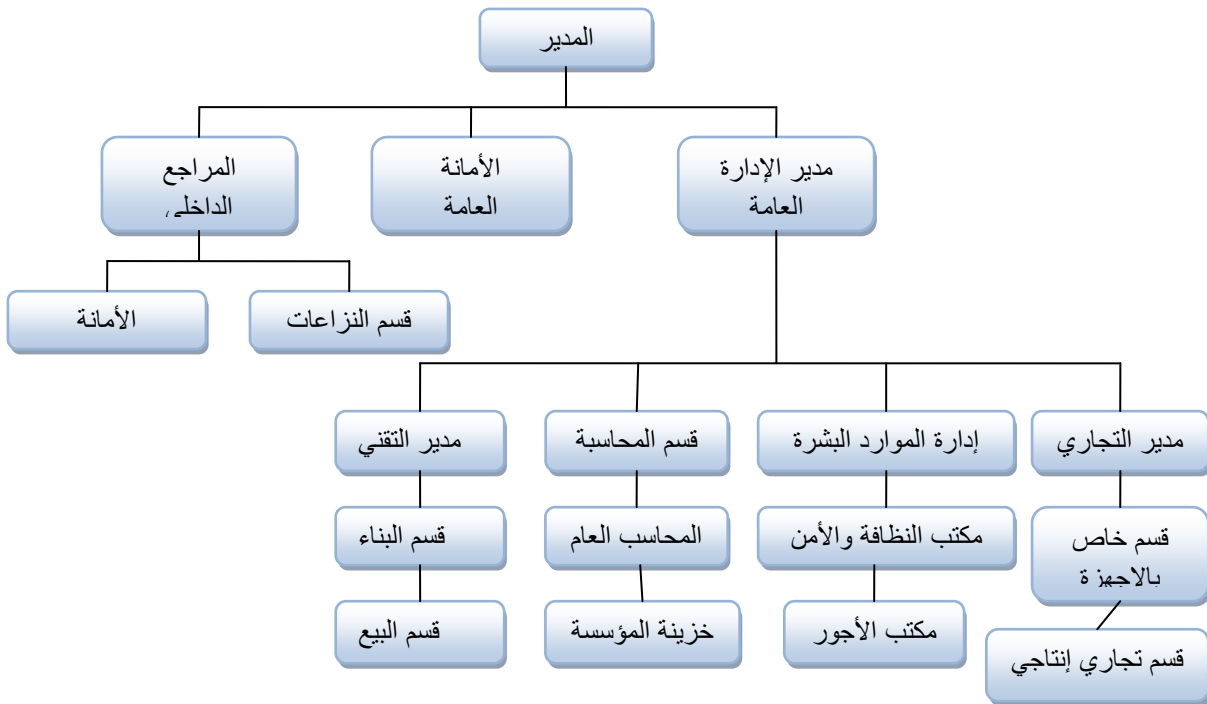 المدير
مدير الإدارة
العامة
الأمانة
العامة
المراجع
الداخلي
قسم النزاعات
الأمانة
مدير التجاري
إدارة الموارد البشرة
قسم المحاسبة
مدير التقني
قسم خاص
بالاجهزة
مكتب النظافة والأمن
المحاسب العام
قسم البناء
قسم تجاري إنتاجي
مكتب الأجور
خزينة المؤسسة
قسم البيع